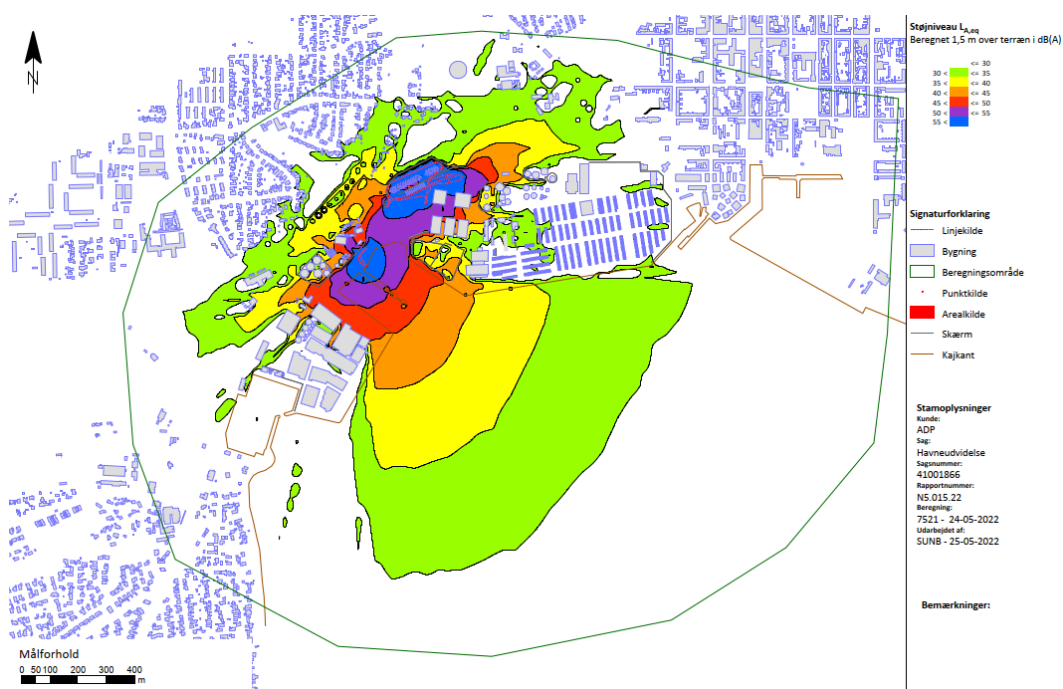 N
Støjniveau LA,eq
Beregnet 1,5 m over terræn i dB(A)
<= 30
30 < <= 35
35 < <= 40
40 < <= 45
45 < <= 50
50 < <= 55
55 <
Signaturforklaring
Linjekilde
Bygning
Beregningsområde
Punktkilde
Arealkilde
Skærm
Kajkant
Stamoplysninger
Kunde:
ADP
Sag:
Havneudvidelse
Sagsnummer:
41001866
Rapportnummer:
N5.015.22
Beregning:
7521 - 24-05-2022
Udarbejdet af:
SUNB - 25-05-2022
Bemærkninger:
Målforhold
0 50 100 200 300 400
m